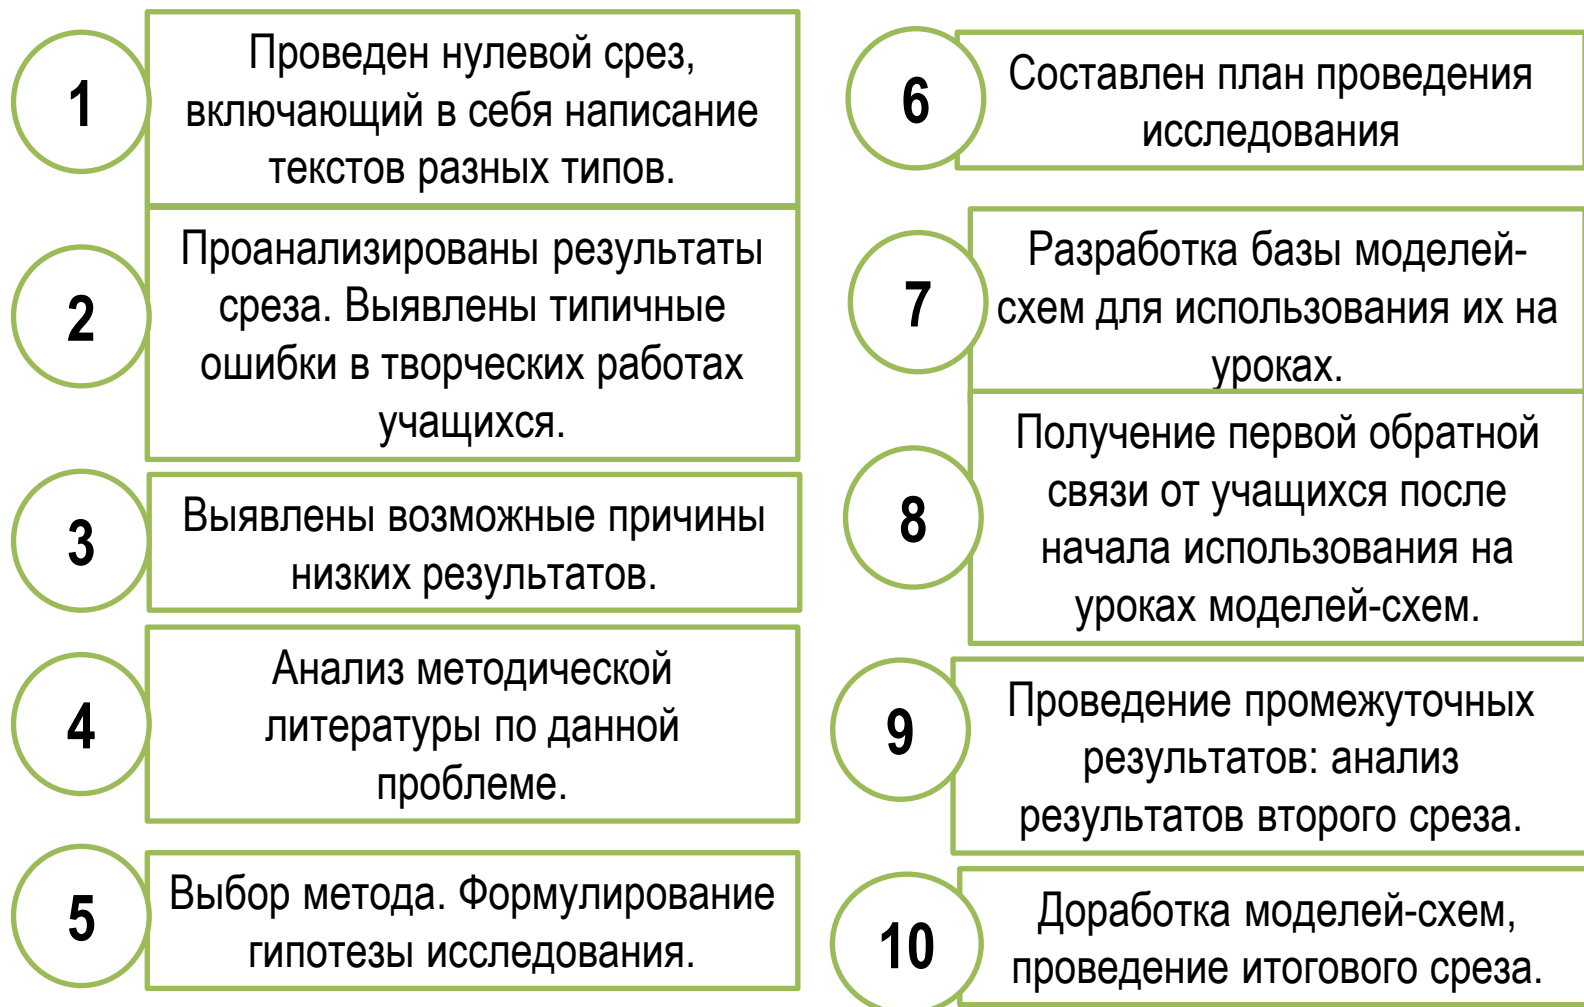 1
Проведен нулевой срез,
включающий в себя написание
текстов разных типов.
2
Проанализированы результаты
среза. Выявлены типичные
ошибки в творческих работах
учащихся.
3
Выявлены возможные причины
низких результатов.
4
Анализ методической
литературы по данной
проблеме.
5
Выбор метода. Формулирование
гипотезы исследования.
6
Составлен план проведения
исследования
7
Разработка базы моделей-
схем для использования их на
уроках.
8
Получение первой обратной
связи от учащихся после
начала использования на
уроках моделей-схем.
9
Проведение промежуточных
результатов: анализ
результатов второго среза.
10
Доработка моделей-схем,
проведение итогового среза.